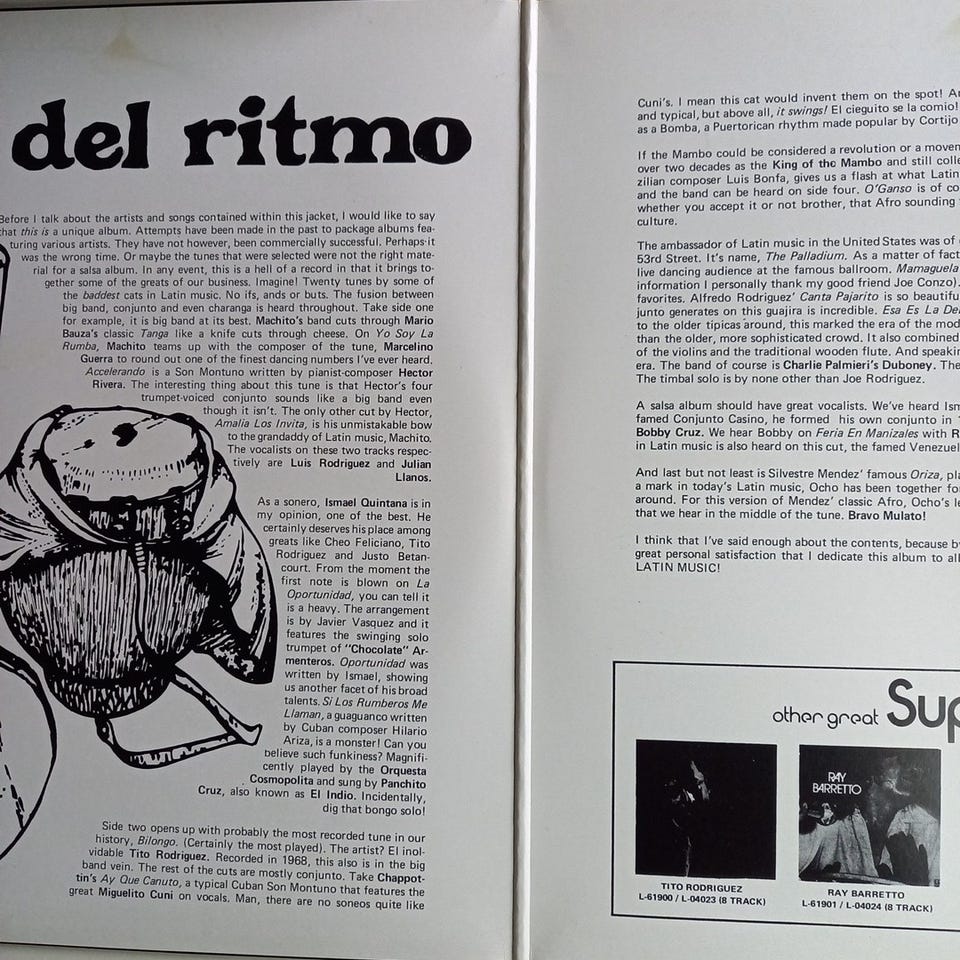 del ritmo
Before I talk about the artists and songs contained within this jacket, I would like to say
that this is a unique album. Attempts have been made in the past to package albums fea-
turing various artists. They have not however, been commercially successful. Perhaps it
was the wrong time. Or maybe the tunes that were selected were not the right mate-
rial for a salsa album. In any event, this is a hell of a record in that it brings to-
gether some of the greats of our business. Imagine! Twenty tunes by some of
the baddest cats in Latin music. No ifs, ands or buts. The fusion between
big band, conjunto and even charanga is heard throughout. Take side one
for example, it is big band at its best. Machito's band cuts through Mario
Bauza's classic Tanga like a knife cuts through cheese. On Yo Soy La
Rumba, Machito teams up with the composer of the tune, Marcelino
Guerra to round out one of the finest dancing numbers I've ever heard.
Accelerando is a Son Montuno written by pianist-composer Hector
Rivera. The interesting thing about this tune is that Hector's four
trumpet-voiced conjunto sounds like a big band even
though it isn't. The only other cut by Hector,
Amalia Los Invita, is his unmistakable bow
to the grandaddy of Latin music, Machito.
The vocalists on these two tracks respec-
tively are Luis Rodriguez and Julian
Llanos.
As a sonero, Ismael Quintana is in
my opinion, one of the best. He
certainly deserves his place among
greats like Cheo Feliciano, Tito
Rodriguez and Justo Betan-
court. From the moment the
first note is blown on La
Oportunidad, you can tell it
is a heavy. The arrangement
is by Javier Vasquez and it
features the swinging solo
trumpet of "Chocolate" Ar-
menteros. Oportunidad was
written by Ismael, showing
us another facet of his broad
talents. Si Los Rumberos Me
Llaman, a guaguanco written
by Cuban composer Hilario
Ariza, is a monster! Can you
believe such funkiness? Magnifi-
cently played by the Orquesta
Cosmopolita and sung by Panchito
Cruz, also known as El Indio. Incidentally,
dig that bongo solo!
Side two opens up with probably the most recorded tune in our
history, Bilongo. (Certainly the most played). The artist? El inol-
vidable Tito Rodriguez. Recorded in 1968, this also is in the big
band vein. The rest of the cuts are mostly conjunto. Take Chappot-
tin's Ay Que Canuto, a typical Cuban Son Montuno that features the
great Miguelito Cuni on vocals. Man, there are no soneos quite like
Cuni's. I mean this cat would invent them on the spot!
and typical, but above all, it swings! El cieguito se la comio!
as a Bomba, a Puertorican rhythm made popular by Cortijo
If the Mambo could be considered a revolution or a
over two decades as the King of the Mambo and still
zilian composer Luis Bonfa, gives us a flash at what Latin
and the band can be heard on side four. O'Ganso is of
whether you accept it or not brother, that Afro sounding
culture.
The ambassador of Latin music in the United States was of
53rd Street. It's name, The Palladium. As a matter of fact
live dancing audience at the famous ballroom. Mamaguela
information I personally thank my good friend Joe Conzo).
favorites. Alfredo Rodriguez' Canta Pajarito is so beautiful
junto generates on this guajira is incredible. Esa Es La
to the older tipicas around, this marked the era of the
than the older, more sophisticated crowd. It also combined
of the violins and the traditional wooden flute. And
era. The band of course is Charlie Palmieri's Duboney.
The timbal solo is by none other than Joe Rodriguez.
A salsa album should have great vocalists. We've heard
famed Conjunto Casino, he formed his own conjunto in
Bobby Cruz. We hear Bobby on Feria En Manizales with
in Latin music is also heard on this cut, the famed
And last but not least is Silvestre Mendez' famous Oriza,
a mark in today's Latin music, Ocho has been together
around. For this version of Mendez' classic Afro, Ocho's
that we hear in the middle of the tune. Bravo Mulato!
I think that I've said enough about the contents, because
great personal satisfaction that I dedicate this album to
LATIN MUSIC!
other great Sup
RAY
BARRETTO
TITO RODRIGUEZ
L-61900 / L-04023 (8 TRACK)
RAY BARRETTO
L-61901 / L-04024 (8 TRACK)